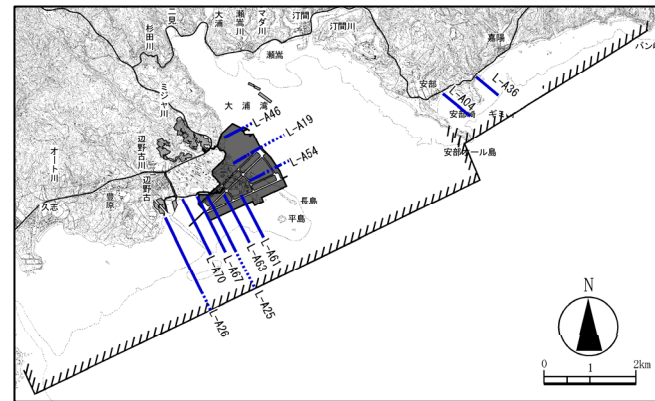 二見
杉田川
大浦
瀬嵩川
マダ川
汀間
汀間川
瀬嵩
嘉陽
安部
バン
L-A36
L-A04
安部崎
ギミ
安部オール島
大浦湾
ミジャ川
辺野古川
オート川
久志
豊原
辺野古
L-A46
L-A19
L-A54
長島
平島
L-A61
L-A63
L-A67
L-A70
L-A25
L-A26
N
0 1 2km